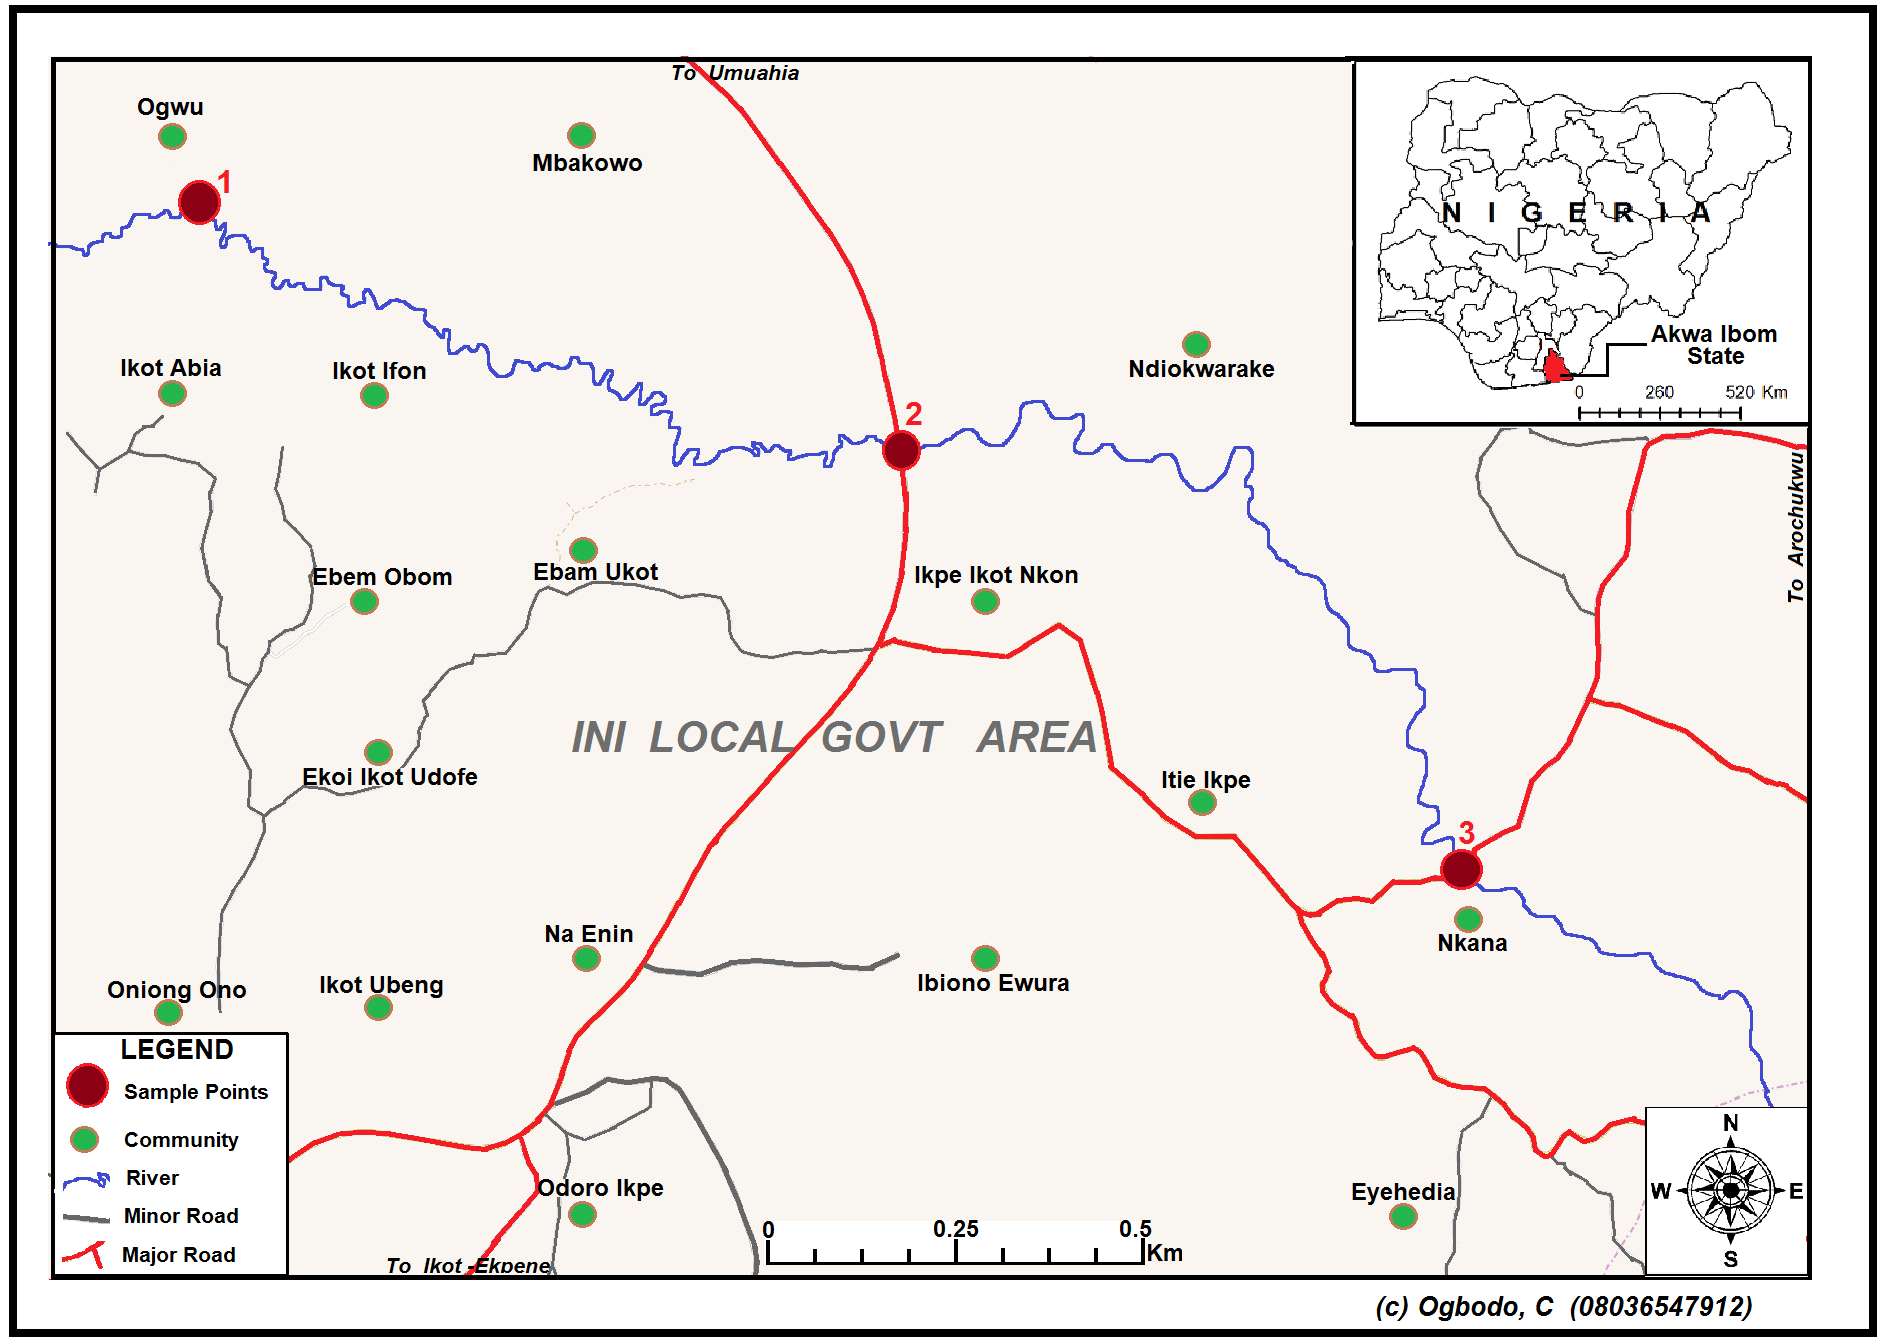 To Umuahia
Ogwu
Mbakowo
1
N I G E R I A
Akwa Ibom
State
0 260 520 Km
Ndiokwarake
Ikot Abia
Ikot Ifon
2
To Arochukwu
Ebem Obom
Ebam Ukot
Ikpe Ikot Nkon
INI LOCAL GOVT AREA
Ekoi Ikot Udofe
Itie Ikpe
3
Na Enin
Nkana
Oniong Ono
Ikot Ubeng
Ibiono Ewura
LEGEND
Sample Points
Community
River
Minor Road
Major Road
Odoro Ikpe
Eyehedia
To Ikot -Ekpene
0 0.25 0.5
Km
N
W E
S
(c) Ogbodo, C (08036547912)